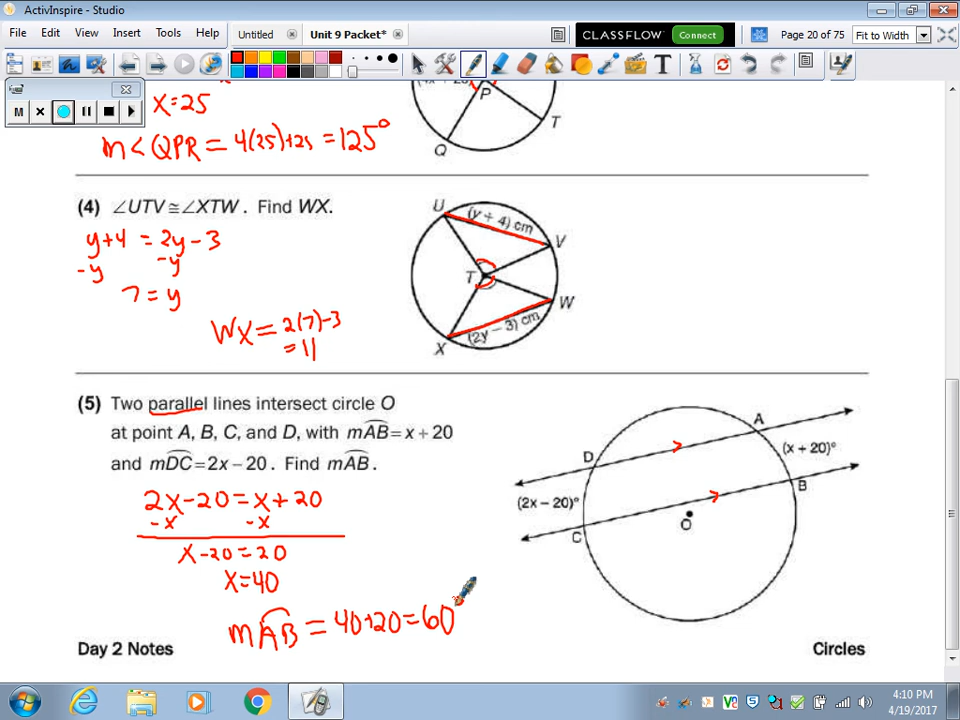 ActivInspire
File Edit View Insert Tools Help
Untitled
Unit 9 Packet*
CLASSFLOW
Connect
Page 20 of 75
Fit to Width
M
x=25
m<QPR = 4(25)+25 = 125°
P
Q
T
(4) ∠UTV ≅ ∠XTW . Find WX.
y+4 = 2y-3
-y -y
7 = y
WX = 2(7)-3
= 11
U
(y + 4) cm
V
T
W
(2y – 3) cm
X
(5) Two parallel lines intersect circle O
at point A, B, C, and D, with mAB = x + 20
and mDC = 2x – 20. Find mAB.
2x-20 = x+20
-x -x
x-20 = 20
x=40
mAB = 40+20=60°
A
D
(x + 20)°
B
(2x – 20)°
O
C
Day 2 Notes
Circles
4:10 PM
4/19/2017